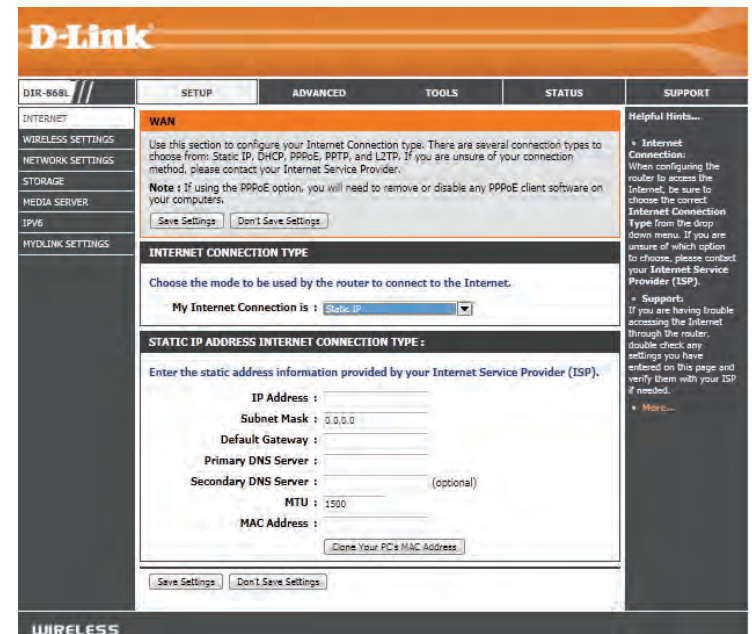 D-Link
DIR-868L
SETUP
ADVANCED
TOOLS
STATUS
SUPPORT
INTERNET
WIRELESS SETTINGS
NETWORK SETTINGS
STORAGE
MEDIA SERVER
IPV6
MYDLINK SETTINGS
WAN
Use this section to configure your Internet Connection type. There are several connection types to
choose from: Static IP, DHCP, PPPoE, PPTP, and L2TP. If you are unsure of your connection
method, please contact your Internet Service Provider.
Note : If using the PPPoE option, you will need to remove or disable any PPPoE client software on
your computers.
Save Settings
Don't Save Settings
INTERNET CONNECTION TYPE
Choose the mode to be used by the router to connect to the Internet.
My Internet Connection is : Static IP
STATIC IP ADDRESS INTERNET CONNECTION TYPE :
Enter the static address information provided by your Internet Service Provider (ISP).
IP Address :
Subnet Mask : 0.0.0.0
Default Gateway :
Primary DNS Server :
Secondary DNS Server : (optional)
MTU : 1500
MAC Address :
Clone Your PC's MAC Address
Save Settings
Don't Save Settings
Helpful Hints...
• Internet
Connection:
When configuring the
router to access the
Internet, be sure to
choose the correct
Internet Connection
Type from the drop
down menu. If you are
unsure of which option
to choose, please contact
your Internet Service
Provider (ISP).
• Support:
If you are having trouble
accessing the Internet
through the router,
double check any
settings you have
entered on this page and
verify them with your ISP
if needed.
• More...
WIRELESS